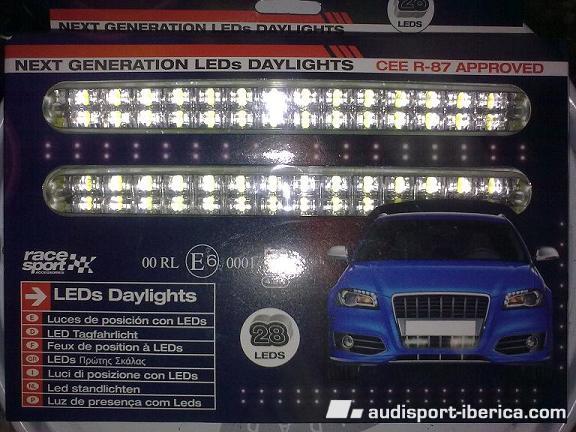 28
LEDS
NEXT GENERATION LEDs DAYLIGHTS
NEXT GENERATION LEDs DAYLIGHTS CEE R-87 APPROVED
race
sport
ACCESSORIES
00 RL E6 0001
LEDs Daylights
E Luces de posición con LEDs
D LED Tagfahrlicht
F Feux de position à LEDs
GR LEDs Πρώτης Σκάλας
I Luci di posizione con LEDs
NL Led standlichten
P Luz de presença com Leds
28
LEDS
audisport-iberica.com